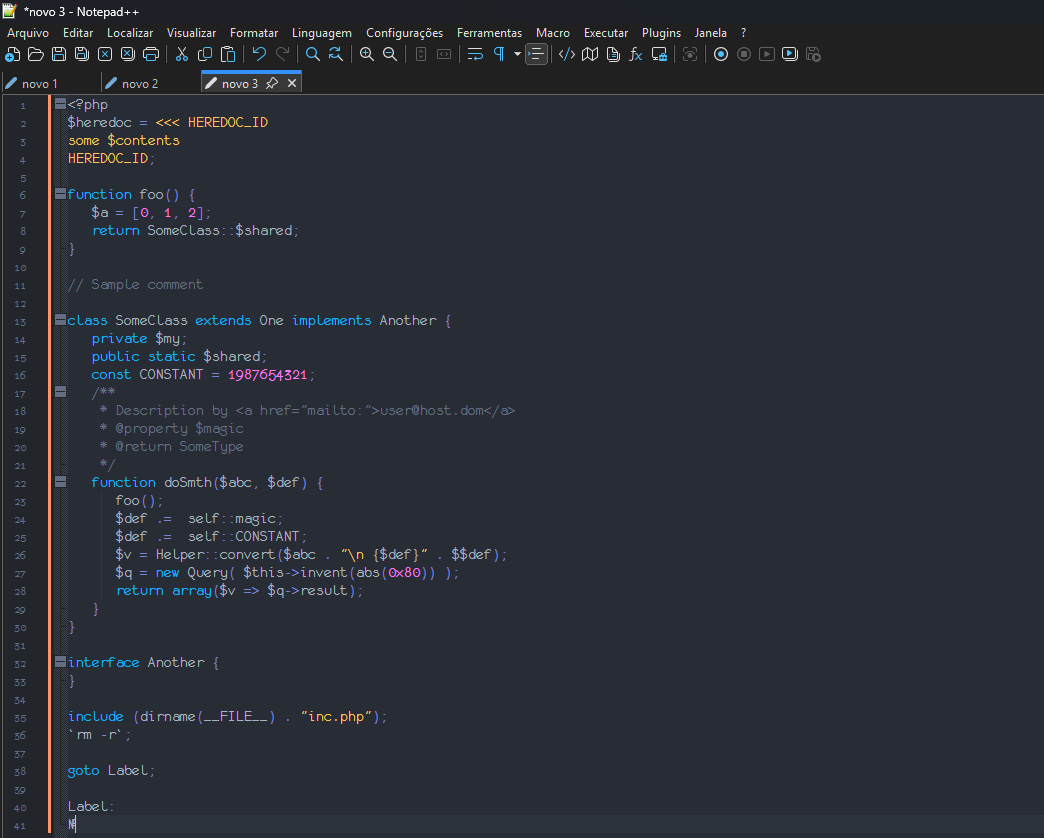 *novo 3 - Notepad++
Arquivo Editar Localizar Visualizar Formatar Linguagem Configurações Ferramentas Macro Executar Plugins Janela ?
novo 1 novo 2 novo 3
1 <?php
2 $heredoc = <<< HEREDOC_ID
3 some $contents
4 HEREDOC_ID;
5
6 function foo() {
7 $a = [0, 1, 2];
8 return SomeClass::$shared;
9 }
10
11 // Sample comment
12
13 class SomeClass extends One implements Another {
14 private $my;
15 public static $shared;
16 const CONSTANT = 1987654321;
17 /**
18 * Description by <a href="mailto:">user@host.dom</a>
19 * @property $magic
20 * @return SomeType
21 */
22 function doSmth($abc, $def) {
23 foo();
24 $def .= self::magic;
25 $def .= self::CONSTANT;
26 $v = Helper::convert($abc . "\n {$def}" . $$def);
27 $q = new Query( $this->invent(abs(0x80)) );
28 return array($v => $q->result);
29 }
30 }
31
32 interface Another {
33 }
34
35 include (dirname(__FILE__) . "inc.php");
36 `rm -r`;
37
38 goto Label;
39
40 Label:
41